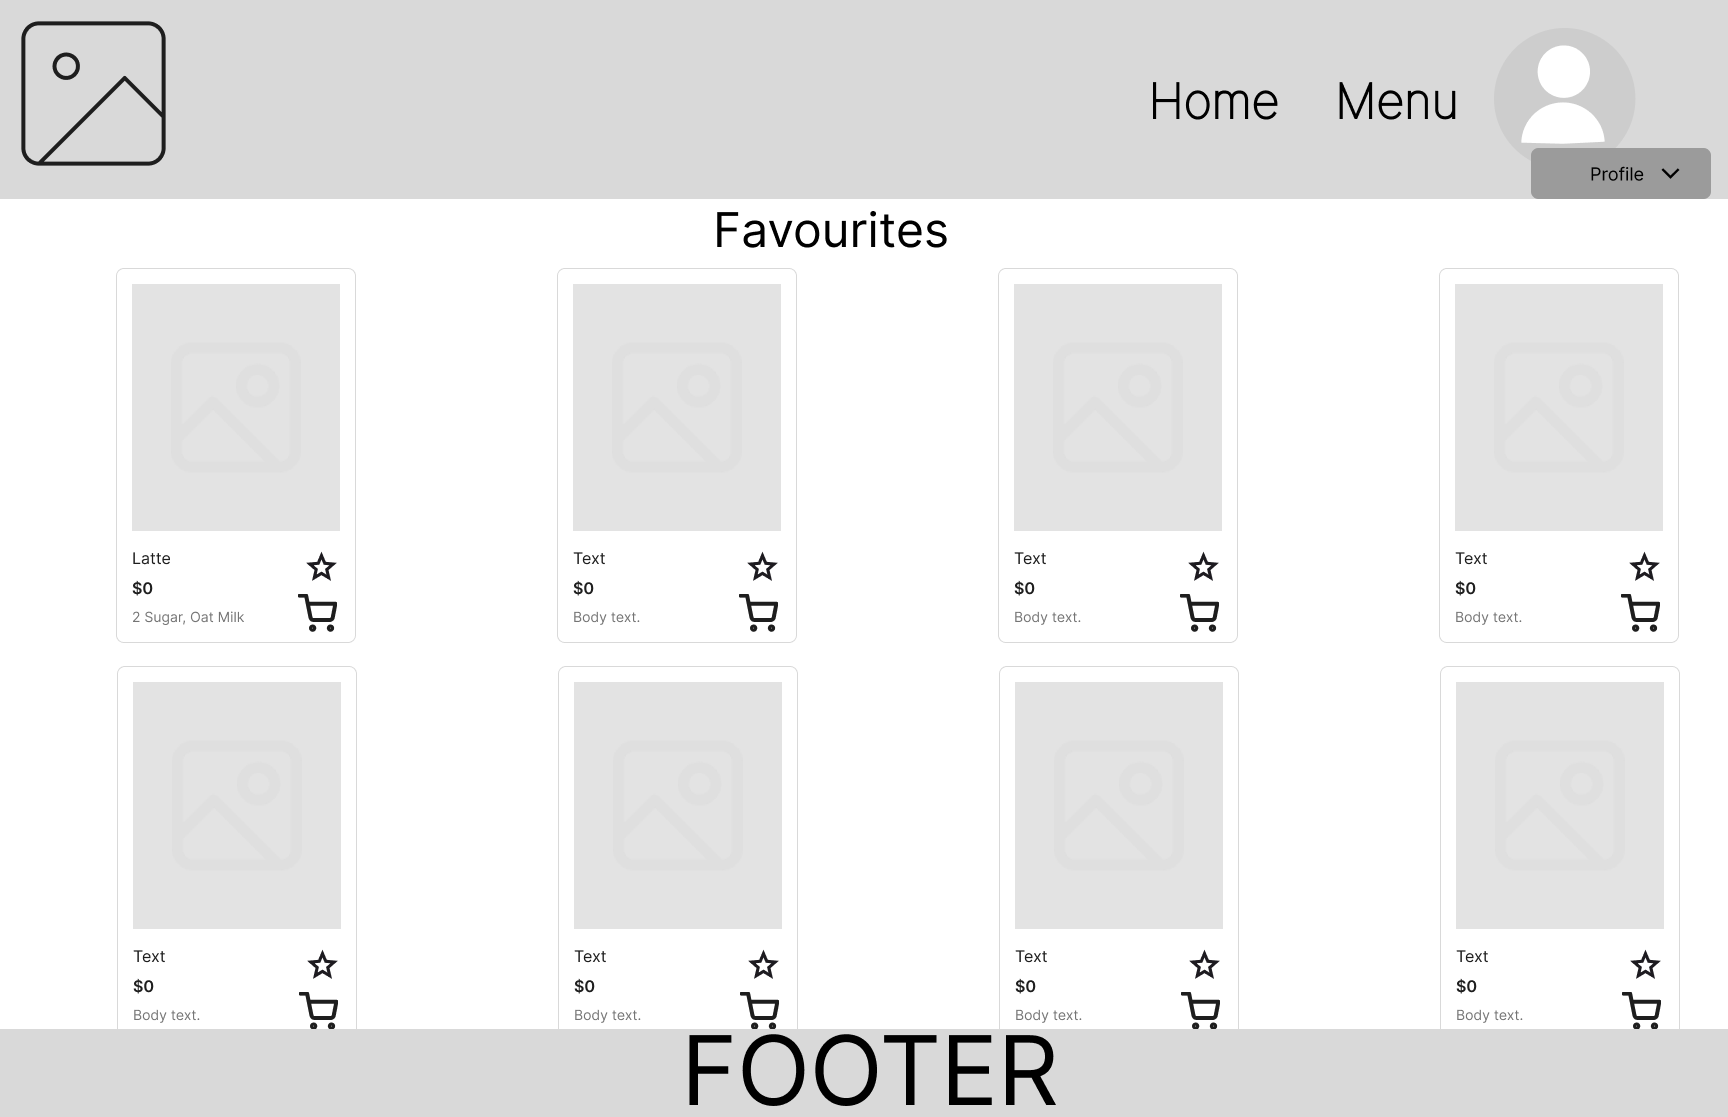 Home Menu
Profile
Favourites
Latte
$0
2 Sugar, Oat Milk
Text
$0
Body text.
Text
$0
Body text.
Text
$0
Body text.
Text
$0
Body text.
Text
$0
Body text.
Text
$0
Body text.
Text
$0
Body text.
FOOTER